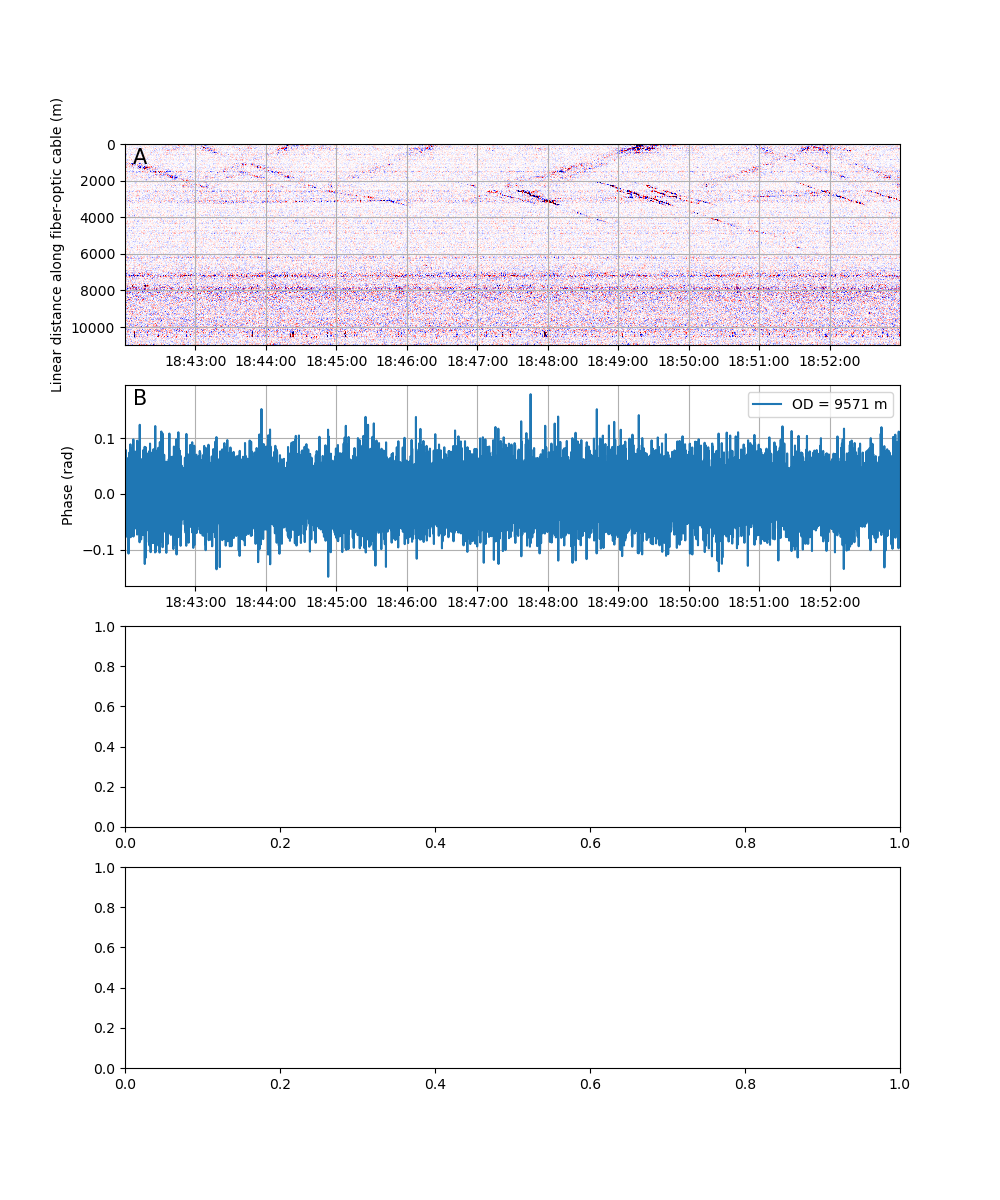 Linear distance along fiber-optic cable (m)
A
0
2000
4000
6000
8000
10000
18:43:00 18:44:00 18:45:00 18:46:00 18:47:00 18:48:00 18:49:00 18:50:00 18:51:00 18:52:00
Phase (rad)
B
OD = 9571 m
0.1
0.0
−0.1
18:43:00 18:44:00 18:45:00 18:46:00 18:47:00 18:48:00 18:49:00 18:50:00 18:51:00 18:52:00
1.0
0.8
0.6
0.4
0.2
0.0
0.0 0.2 0.4 0.6 0.8 1.0
1.0
0.8
0.6
0.4
0.2
0.0
0.0 0.2 0.4 0.6 0.8 1.0